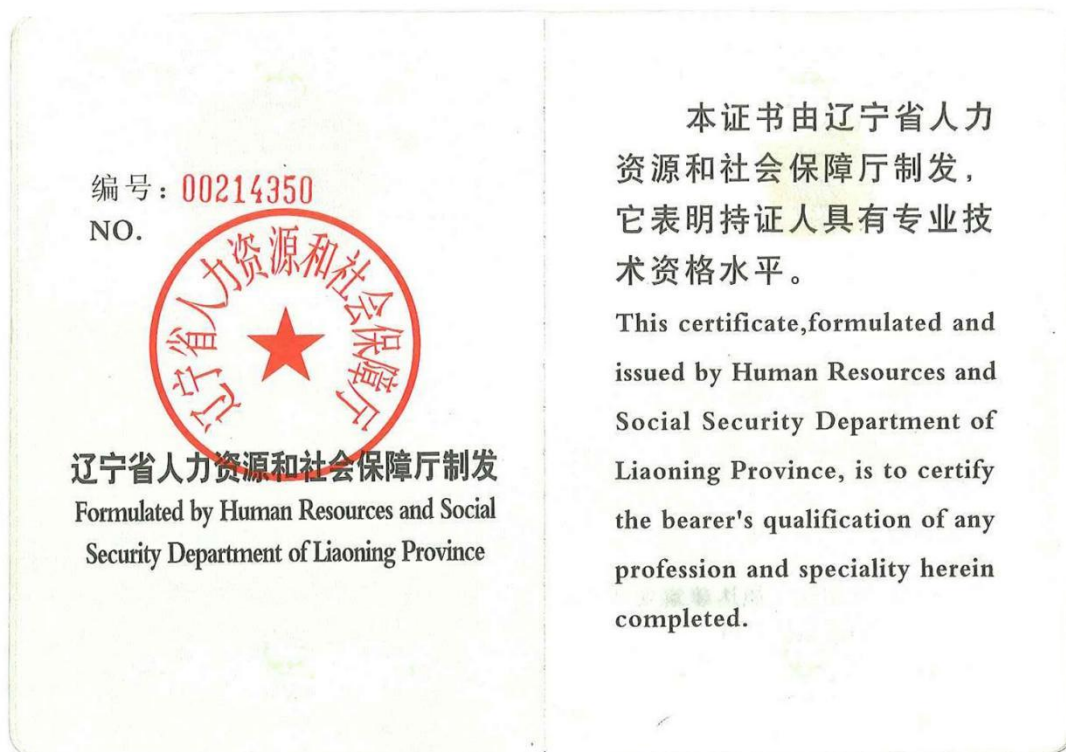 编号：00214350
NO.
辽宁省人力资源和社会保障厅
辽宁省人力资源和社会保障厅制发
Formulated by Human Resources and Social
Security Department of Liaoning Province
本证书由辽宁省人力
资源和社会保障厅制发，
它表明持证人具有专业技
术资格水平。
This certificate,formulated and
issued by Human Resources and
Social Security Department of
Liaoning Province, is to certify
the bearer's qualification of any
profession and speciality herein
completed.